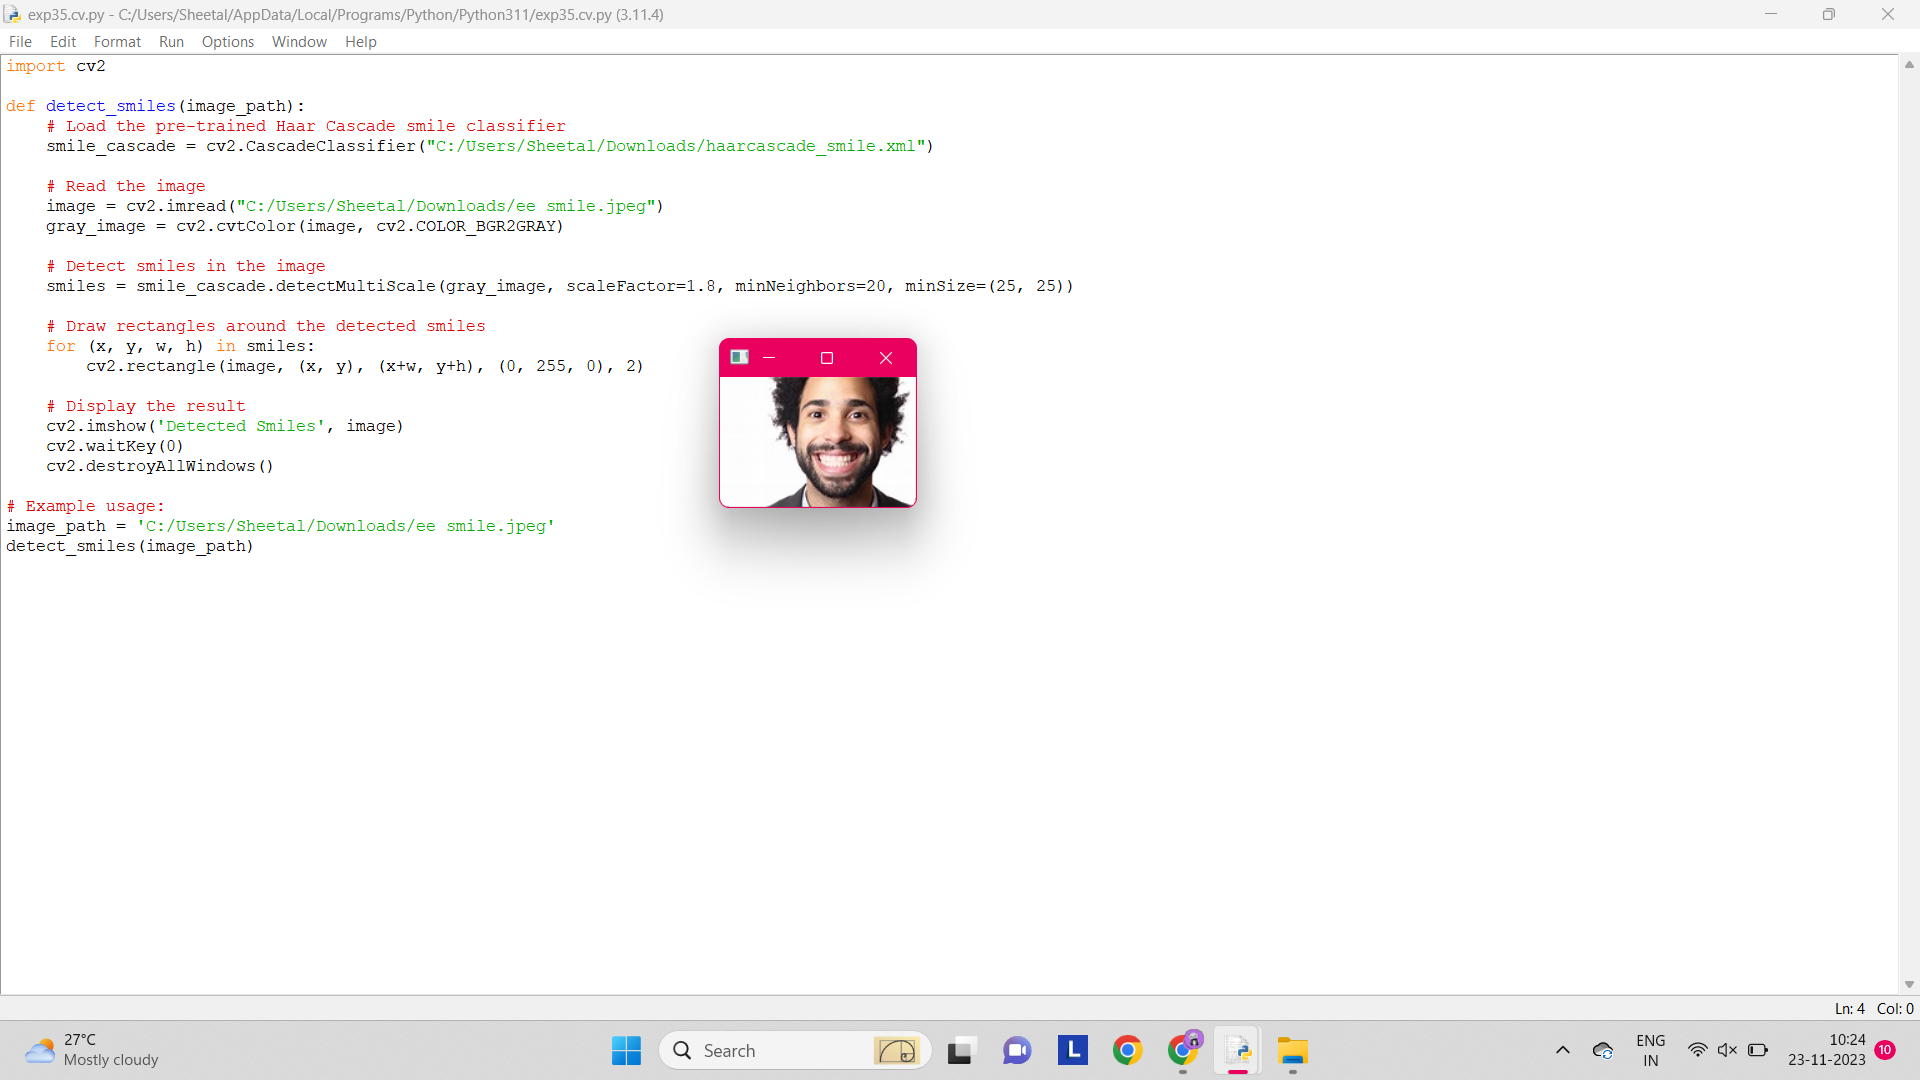 exp35.cv.py - C:/Users/Sheetal/AppData/Local/Programs/Python/Python311/exp35.cv.py (3.11.4)
File Edit Format Run Options Window Help
import cv2
def detect_smiles(image_path):
    # Load the pre-trained Haar Cascade smile classifier
    smile_cascade = cv2.CascadeClassifier("C:/Users/Sheetal/Downloads/haarcascade_smile.xml")
    # Read the image
    image = cv2.imread("C:/Users/Sheetal/Downloads/ee smile.jpeg")
    gray_image = cv2.cvtColor(image, cv2.COLOR_BGR2GRAY)
    # Detect smiles in the image
    smiles = smile_cascade.detectMultiScale(gray_image, scaleFactor=1.8, minNeighbors=20, minSize=(25, 25))
    # Draw rectangles around the detected smiles
    for (x, y, w, h) in smiles:
        cv2.rectangle(image, (x, y), (x+w, y+h), (0, 255, 0), 2)
    # Display the result
    cv2.imshow('Detected Smiles', image)
    cv2.waitKey(0)
    cv2.destroyAllWindows()
# Example usage:
image_path = 'C:/Users/Sheetal/Downloads/ee smile.jpeg'
detect_smiles(image_path)
Ln: 4 Col: 0
27°C
Mostly cloudy
Search
L
ENG
IN
10:24
23-11-2023
10